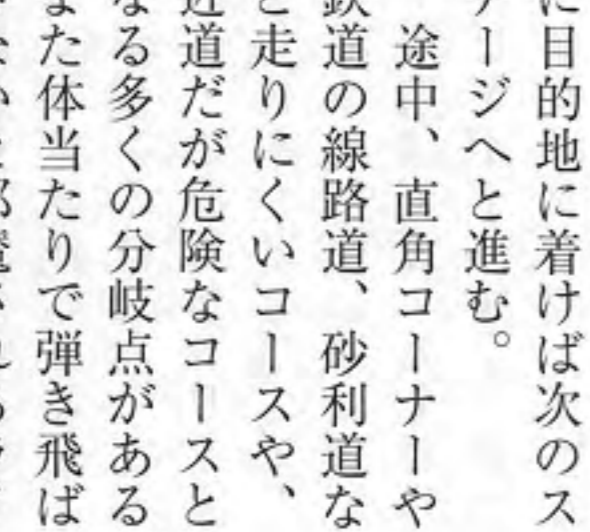 に目的地に着けば次のス
テージへと進む。
途中、直角コーナーや
鉄道の線路道、砂利道な
ど走りにくいコースや、
近道だが危険なコースと
なる多くの分岐点がある
また体当たりで弾き飛ば